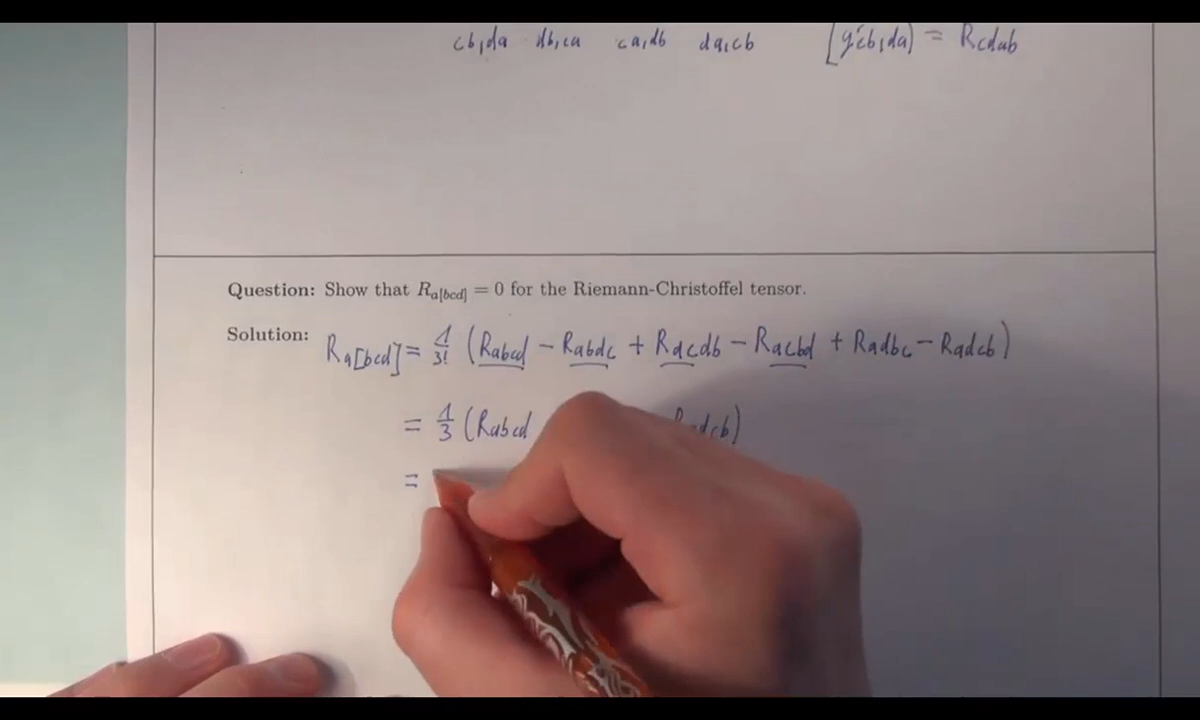 cb,da db,ca ca,db da,cb [g cb,da) = Rcdab
Question: Show that R_{a[bcd]} = 0 for the Riemann-Christoffel tensor.
Solution: R_{a[bcd]} = 1/3! (Rabcd − Rabdc + Racdb − Racbd + Radbc − Radcb)
= 1/3 (Rabcd dcb)
=